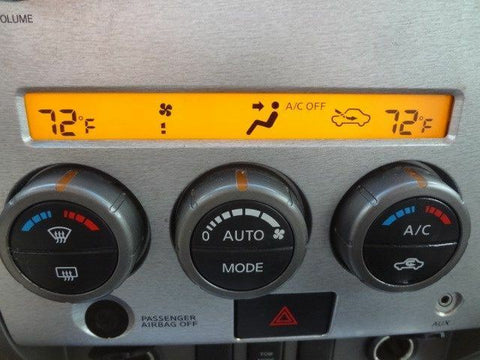 VOLUME
72°F A/C OFF 72°F
0 AUTO
MODE
A/C
PASSENGER
AIRBAG OFF
AUX